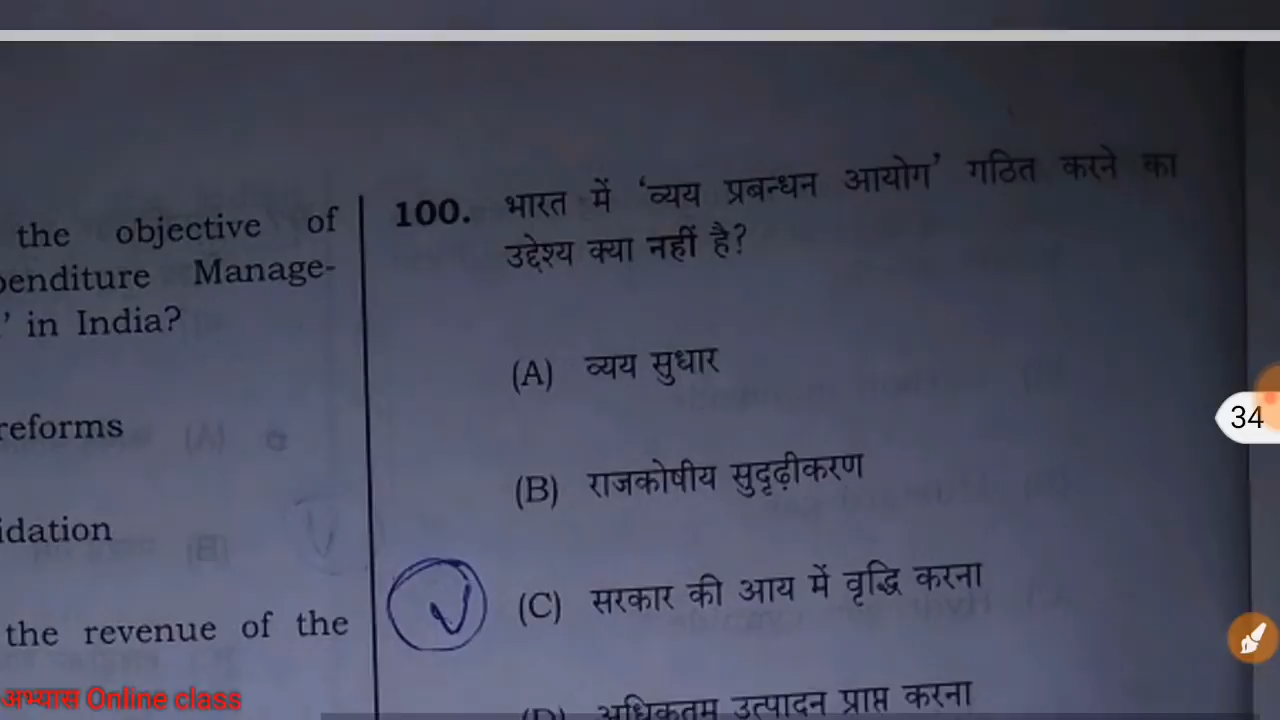 the objective of
penditure Manage-
' in India?
reforms
idation
the revenue of the
100. भारत में 'व्यय प्रबन्धन आयोग' गठित करने का
उद्देश्य क्या नहीं है?
(A) व्यय सुधार
(B) राजकोषीय सुदृढ़ीकरण
(C) सरकार की आय में वृद्धि करना
(D) अधिकतम उत्पादन प्राप्त करना
34
अभ्यास Online class